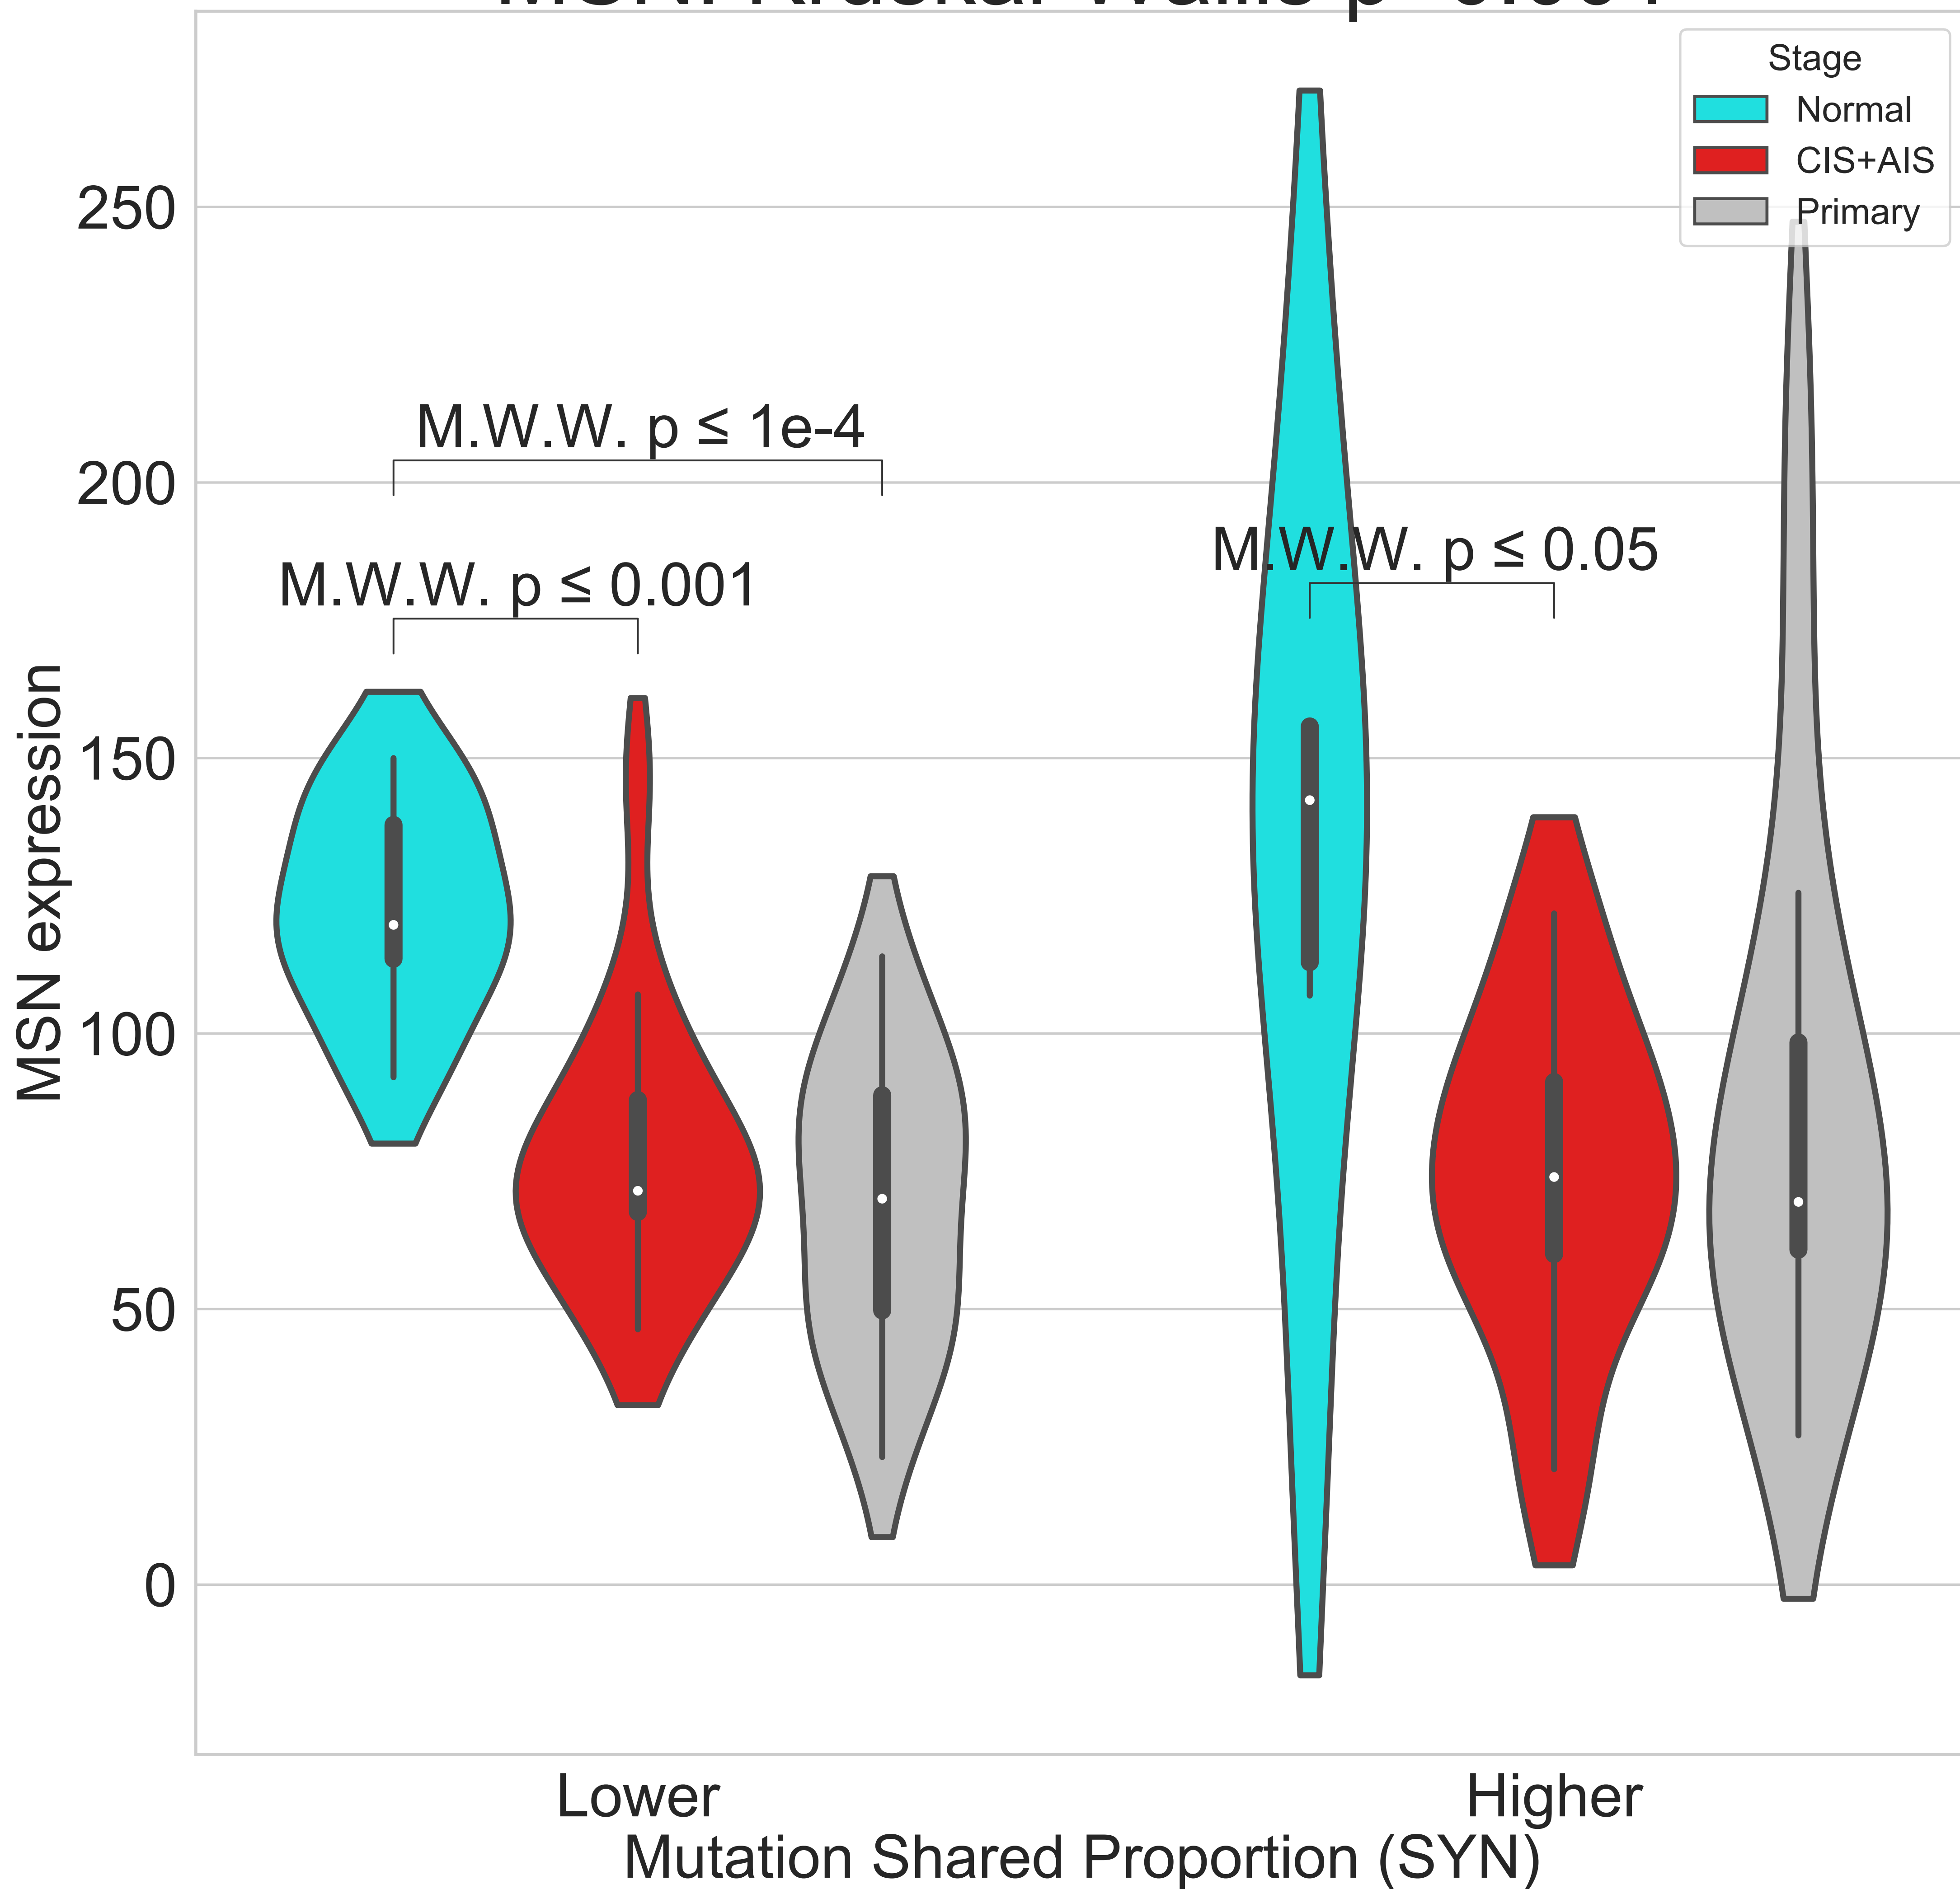 Stage
Normal
CIS+AIS
Primary
250
200
150
100
50
0
MSN expression
M.W.W. p ≤ 1e-4
M.W.W. p ≤ 0.001
M.W.W. p ≤ 0.05
Lower
Higher
Mutation Shared Proportion (SYN)